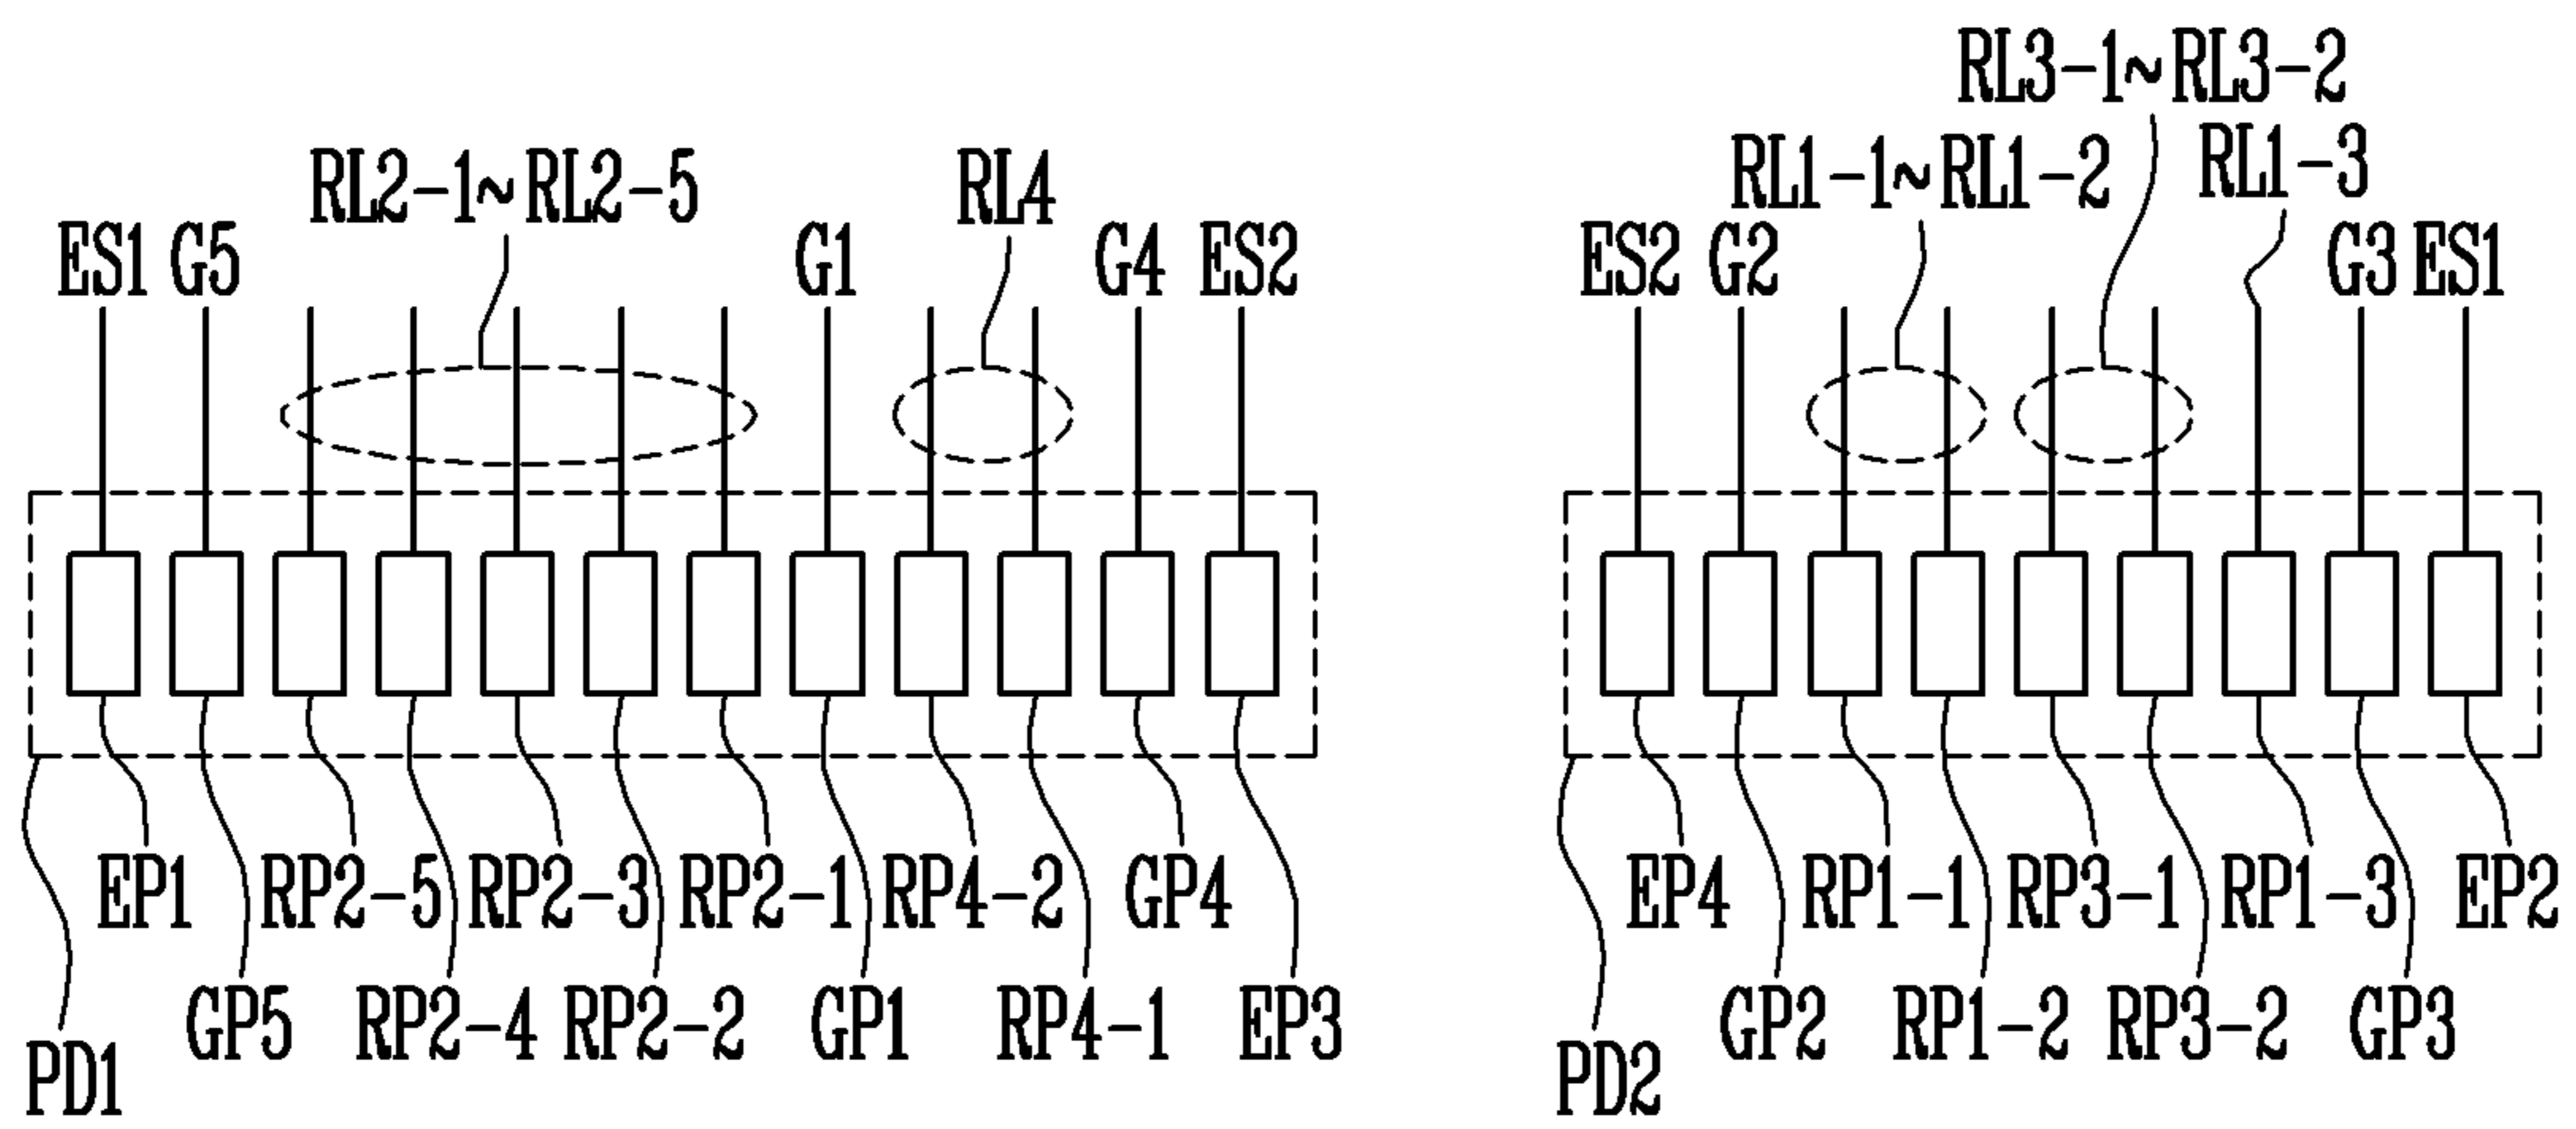 RL3-1~RL3-2
RL2-1~RL2-5 RL4 RL1-1~RL1-2 RL1-3
ES1 G5 G1 G4 ES2 ES2 G2 G3 ES1
EP1 RP2-5 RP2-3 RP2-1 RP4-2 GP4 EP4 RP1-1 RP3-1 RP1-3 EP2
GP5 RP2-4 RP2-2 GP1 RP4-1 EP3 GP2 RP1-2 RP3-2 GP3
PD1 PD2